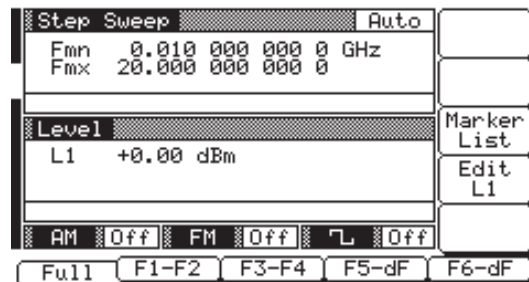 Step Sweep Auto
Fmn 0.010 000 000 0 GHz
Fmx 20.000 000 000 0
Level
L1 +0.00 dBm
Marker
List
Edit
L1
AM Off FM Off Off
Full F1-F2 F3-F4 F5-dF F6-dF